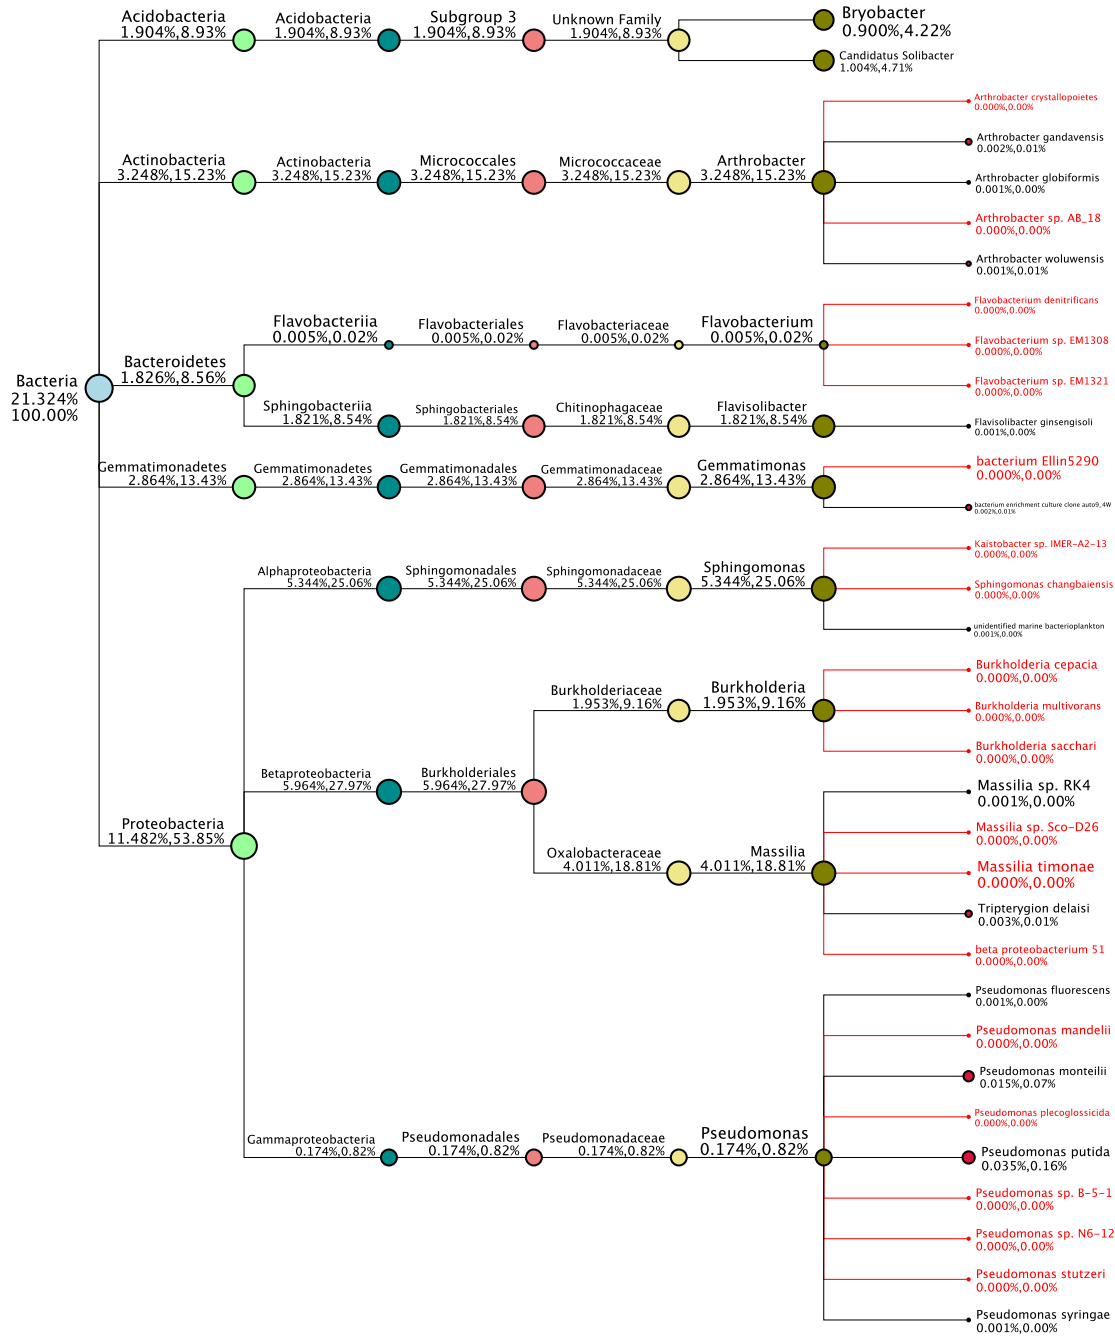 Bacteria
21.324%
100.00%
Acidobacteria
1.904%,8.93%
Acidobacteria
1.904%,8.93%
Subgroup 3
1.904%,8.93%
Unknown Family
1.904%,8.93%
Bryobacter
0.900%,4.22%
Candidatus Solibacter
1.004%,4.71%
Actinobacteria
3.248%,15.23%
Actinobacteria
3.248%,15.23%
Micrococcales
3.248%,15.23%
Micrococcaceae
3.248%,15.23%
Arthrobacter
3.248%,15.23%
Arthrobacter crystallopoietes
0.000%,0.00%
Arthrobacter gandavensis
0.002%,0.01%
Arthrobacter globiformis
0.001%,0.00%
Arthrobacter sp. AB_18
0.000%,0.00%
Arthrobacter woluwensis
0.001%,0.01%
Bacteroidetes
1.826%,8.56%
Flavobacteriia
0.005%,0.02%
Flavobacteriales
0.005%,0.02%
Flavobacteriaceae
0.005%,0.02%
Flavobacterium
0.005%,0.02%
Flavobacterium denitrificans
0.000%,0.00%
Flavobacterium sp. EM1308
0.000%,0.00%
Flavobacterium sp. EM1321
0.000%,0.00%
Sphingobacteriia
1.821%,8.54%
Sphingobacteriales
1.821%,8.54%
Chitinophagaceae
1.821%,8.54%
Flavisolibacter
1.821%,8.54%
Flavisolibacter ginsengisoli
0.001%,0.00%
Gemmatimonadetes
2.864%,13.43%
Gemmatimonadetes
2.864%,13.43%
Gemmatimonadales
2.864%,13.43%
Gemmatimonadaceae
2.864%,13.43%
Gemmatimonas
2.864%,13.43%
bacterium Ellin5290
0.000%,0.00%
bacterium enrichment culture clone auto9_4W
0.002%,0.01%
Proteobacteria
11.482%,53.85%
Alphaproteobacteria
5.344%,25.06%
Sphingomonadales
5.344%,25.06%
Sphingomonadaceae
5.344%,25.06%
Sphingomonas
5.344%,25.06%
Kaistobacter sp. IMER-A2-13
0.000%,0.00%
Sphingomonas changbaiensis
0.000%,0.00%
unidentified marine bacterioplankton
0.001%,0.00%
Betaproteobacteria
5.964%,27.97%
Burkholderiales
5.964%,27.97%
Burkholderiaceae
1.953%,9.16%
Burkholderia
1.953%,9.16%
Burkholderia cepacia
0.000%,0.00%
Burkholderia multivorans
0.000%,0.00%
Burkholderia sacchari
0.000%,0.00%
Oxalobacteraceae
4.011%,18.81%
Massilia
4.011%,18.81%
Massilia sp. RK4
0.001%,0.00%
Massilia sp. Sco-D26
0.000%,0.00%
Massilia timonae
0.000%,0.00%
Tripterygion delaisi
0.003%,0.01%
beta proteobacterium 51
0.000%,0.00%
Gammaproteobacteria
0.174%,0.82%
Pseudomonadales
0.174%,0.82%
Pseudomonadaceae
0.174%,0.82%
Pseudomonas
0.174%,0.82%
Pseudomonas fluorescens
0.001%,0.00%
Pseudomonas mandelii
0.000%,0.00%
Pseudomonas monteilii
0.015%,0.07%
Pseudomonas plecoglossicida
0.000%,0.00%
Pseudomonas putida
0.035%,0.16%
Pseudomonas sp. B-5-1
0.000%,0.00%
Pseudomonas sp. N6-12
0.000%,0.00%
Pseudomonas stutzeri
0.000%,0.00%
Pseudomonas syringae
0.001%,0.00%